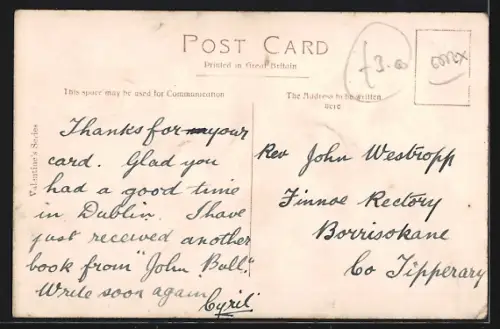 POST CARD
Printed in Great Britain
£3.00
This space may be used for Communication
The Address to be written
here
Valentine's Series
Thanks for my your
card. Glad you
had a good time
in Dublin. I have
just received another
book from "John Bull".
Write soon again
Cyril
Rev John Westropp
Finnoe Rectory
Borrisokane
Co Tipperary